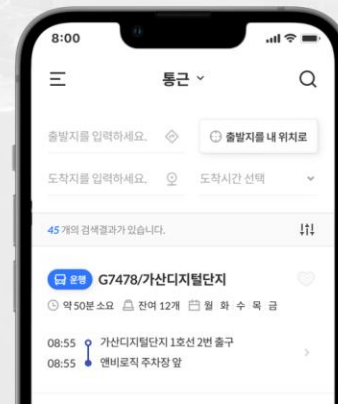 8:00
통근
출발지를 입력하세요.
출발지를 내 위치로
도착지를 입력하세요.
도착시간 선택
45 개의 검색결과가 있습니다.
운행 G7478/가산디지털단지
약50분 소요 잔여 12개 월 화 수 목 금
08:55 가산디지털단지 1호선 2번 출구
08:55 앤비로직 주차장 앞